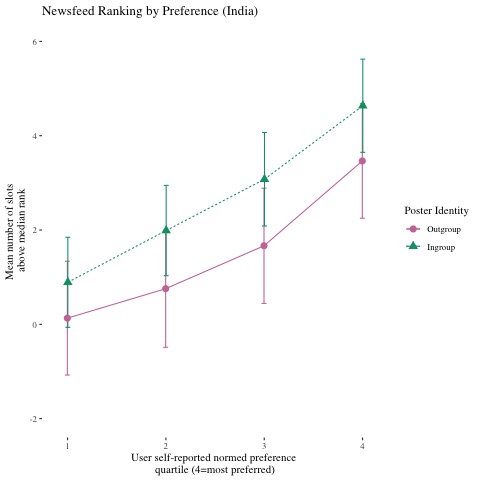 Newsfeed Ranking by Preference (India)
6
4
2
0
-2
Mean number of slots
above median rank
1
2
3
4
User self-reported normed preference
quartile (4=most preferred)
Poster Identity
Outgroup
Ingroup